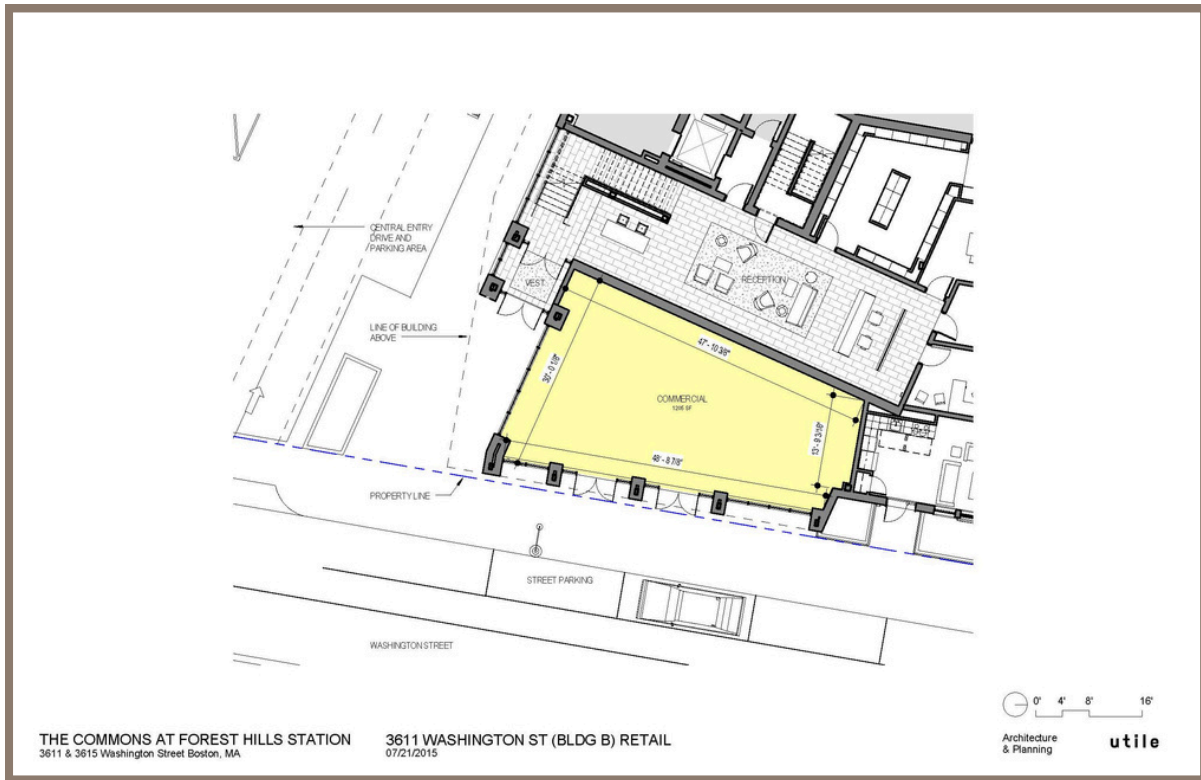 CENTRAL ENTRY
DRIVE AND
PARKING AREA
VEST.
RECEPTION
LINE OF BUILDING
ABOVE
47' - 10 3/8"
30' - 0 1/8"
COMMERCIAL
13' - 8 3/16"
48' - 8 7/8"
PROPERTY LINE
STREET PARKING
WASHINGTON STREET
0' 4' 8' 16'
THE COMMONS AT FOREST HILLS STATION
3611 & 3615 Washington Street Boston, MA
3611 WASHINGTON ST (BLDG B) RETAIL
07/21/2015
Architecture
& Planning
utile